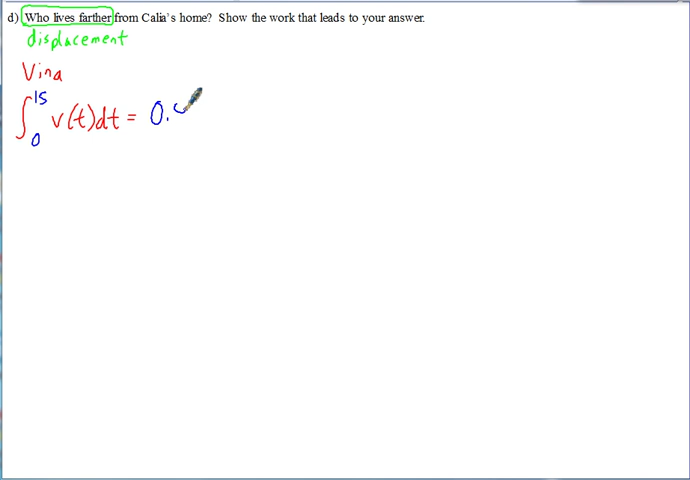 d) Who lives farther from Calia's home? Show the work that leads to your answer.
displacement
Vina
∫₀¹⁵ v(t)dt = 0.